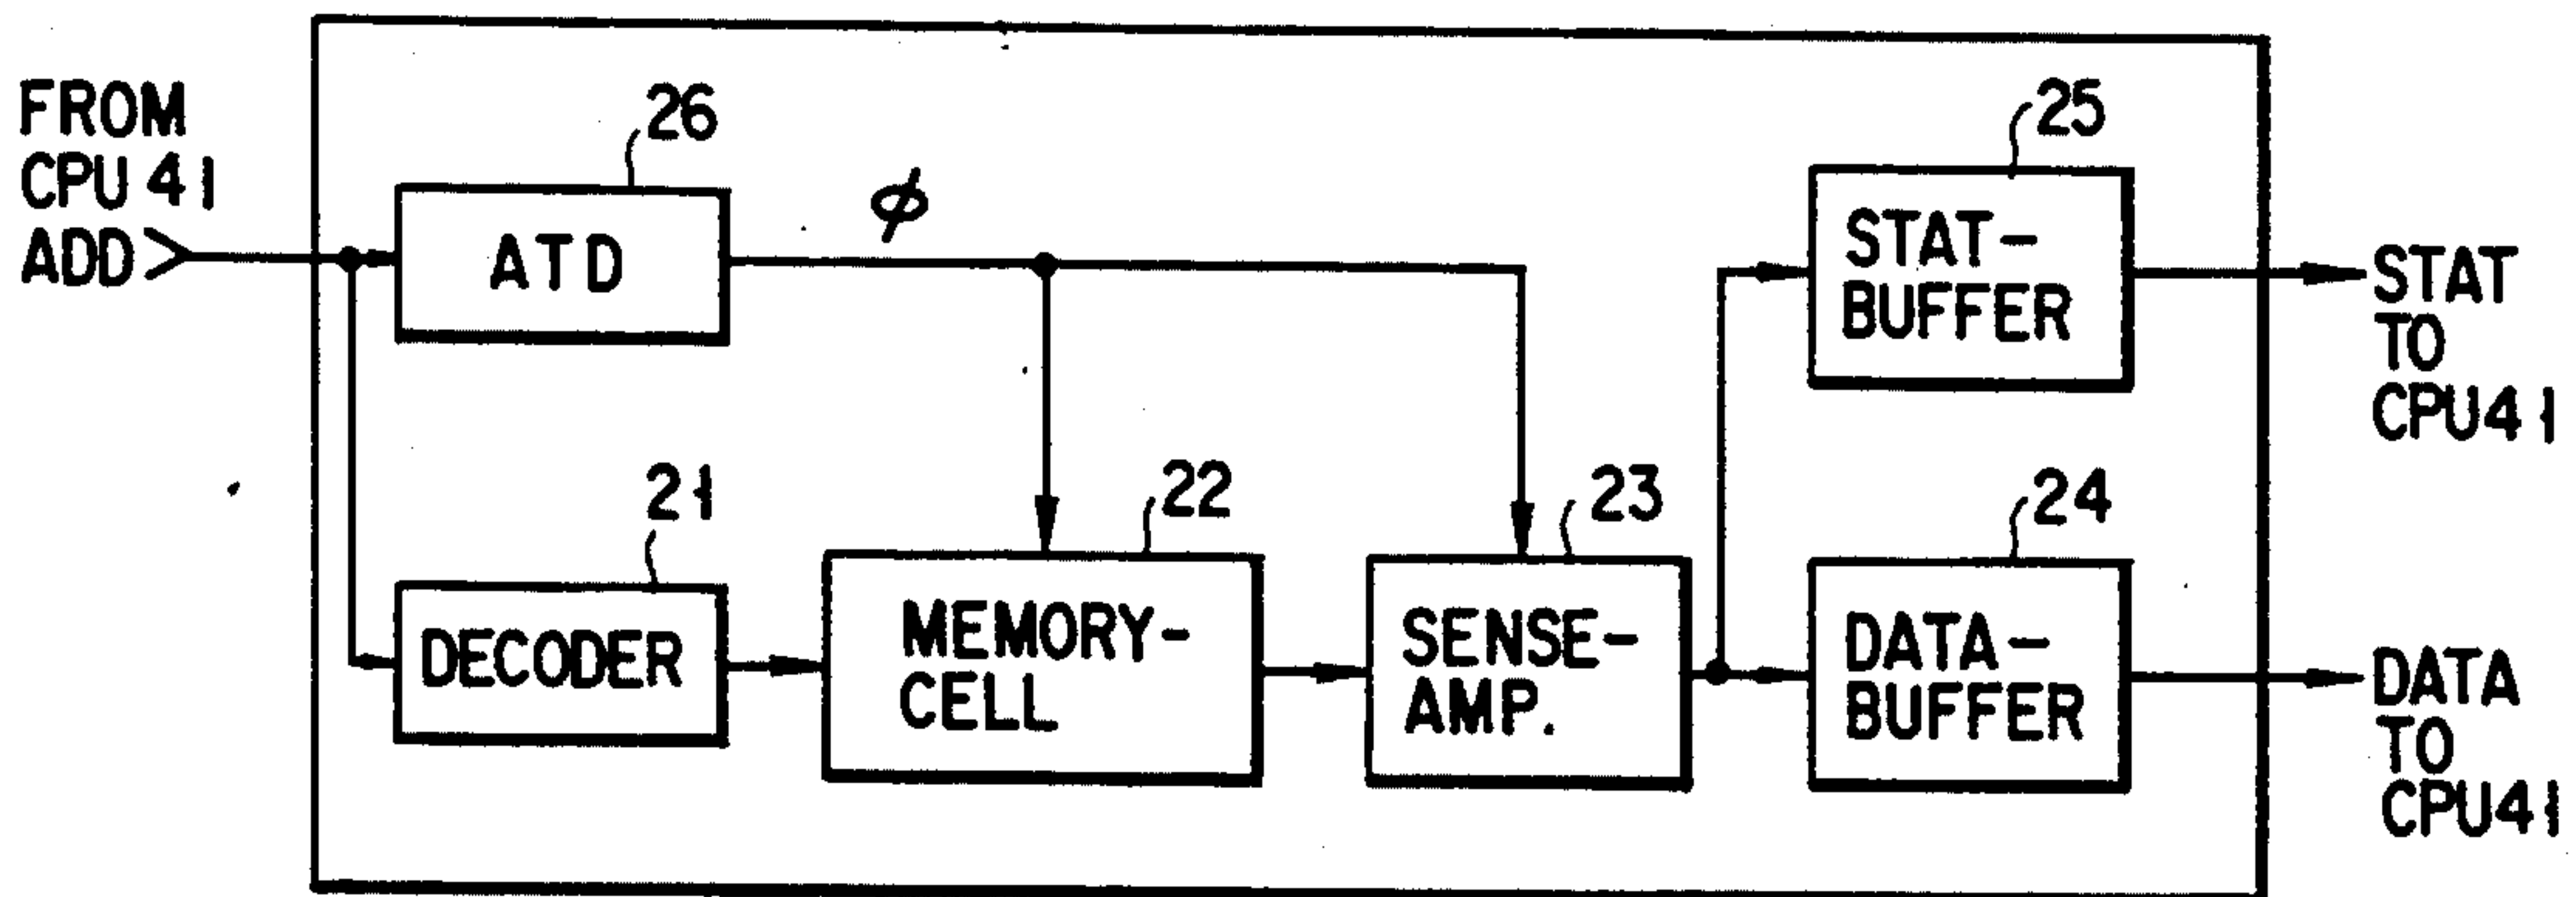 FROM
CPU 41
ADD
26
ATD
φ
25
STAT-
BUFFER
STAT
TO
CPU41
21
DECODER
22
MEMORY-
CELL
23
SENSE-
AMP.
24
DATA-
BUFFER
DATA
TO
CPU41